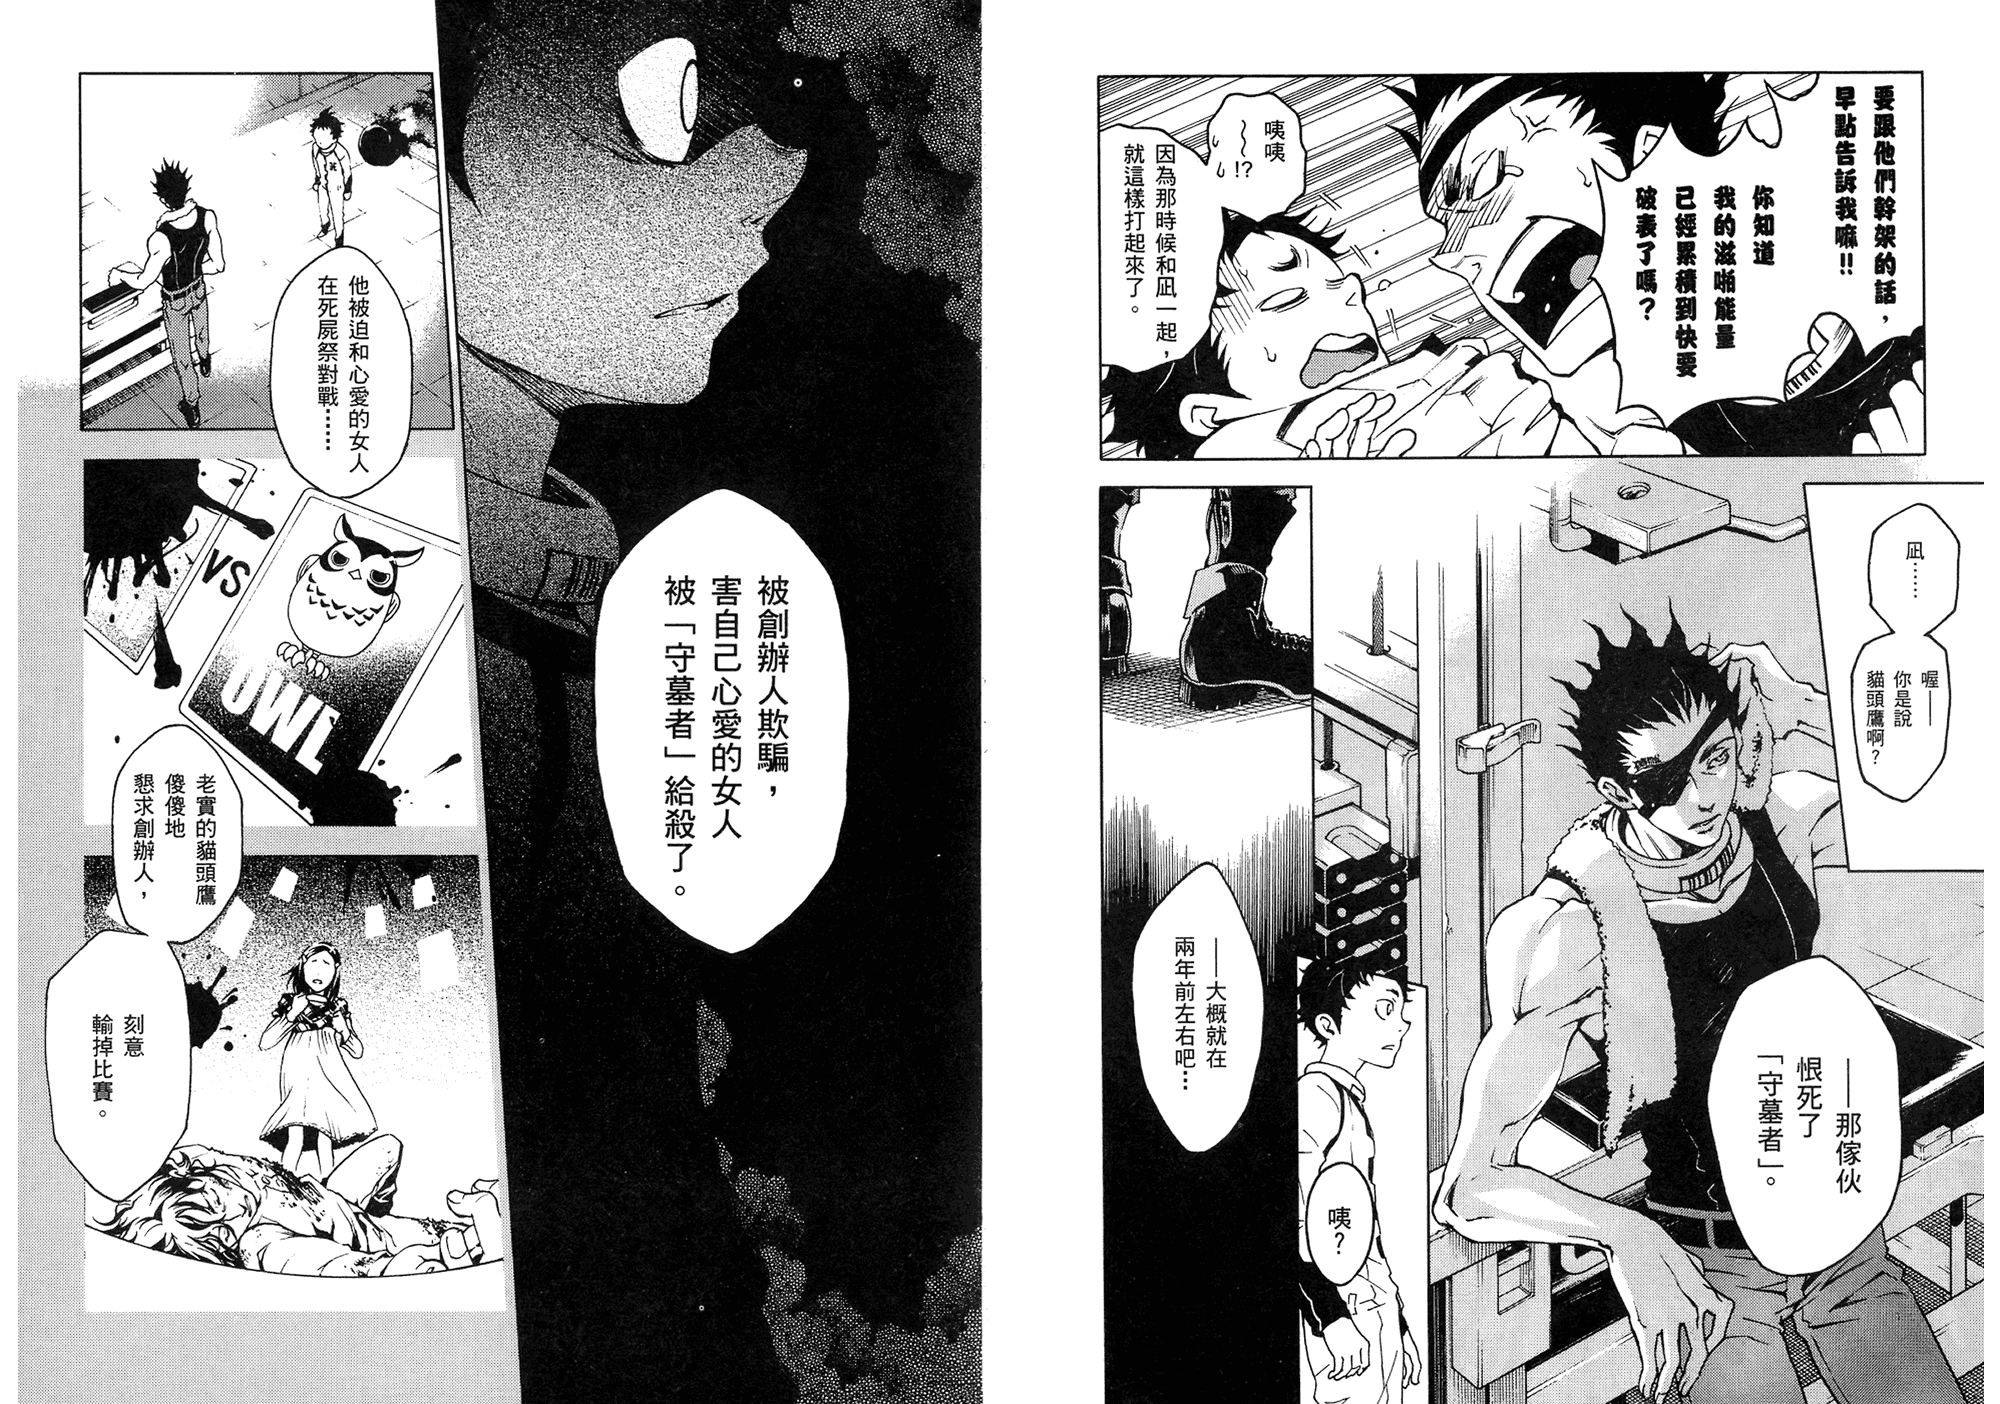 要跟他們幹架的話，
早點告訴我嘛!!
你知道
我的滋啪能量
已經累積到快要
破表了嗎？
咦咦
～～!?
因為那時候和凪一起，
就這樣打起來了。
凪……
喔——
你是說
貓頭鷹啊？
——那傢伙
恨死了
「守墓者」。
咦？
——大概就在
兩年前左右吧…
被創辦人欺騙，
害自己心愛的女人
被「守墓者」給殺了。
他被迫和心愛的女人
在死屍祭對戰……
VS
OWL
老實的貓頭鷹
傻傻地
懇求創辦人，
刻意
輸掉比賽。